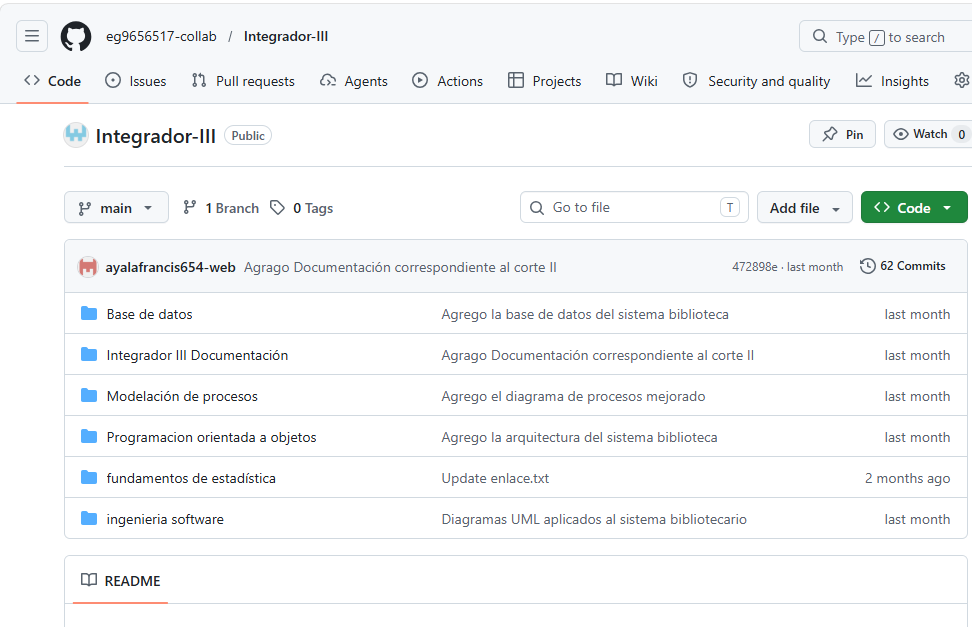 eg9656517-collab / Integrador-III
Type / to search
Code Issues Pull requests Agents Actions Projects Wiki Security and quality Insights
Integrador-III Public
Pin Watch 0
main 1 Branch 0 Tags
Go to file T Add file Code
ayalafrancis654-web Agrago Documentación correspondiente al corte II 472898e · last month 62 Commits
Base de datos Agrego la base de datos del sistema biblioteca last month
Integrador III Documentación Agrago Documentación correspondiente al corte II last month
Modelación de procesos Agrego el diagrama de procesos mejorado last month
Programacion orientada a objetos Agrego la arquitectura del sistema biblioteca last month
fundamentos de estadística Update enlace.txt 2 months ago
ingenieria software Diagramas UML aplicados al sistema bibliotecario last month
README